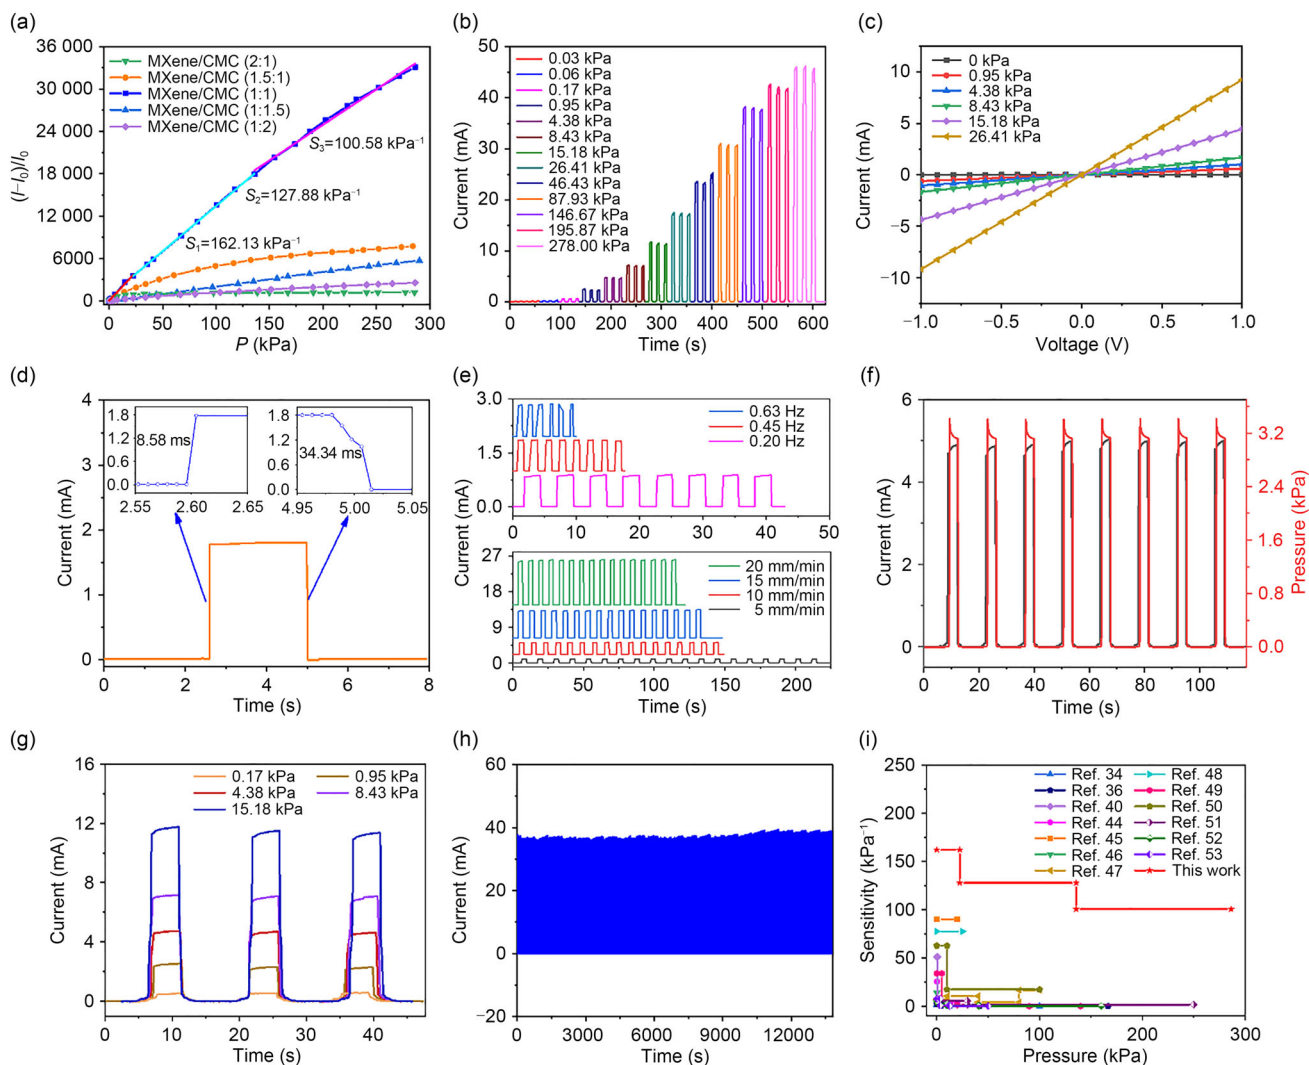 (a)
36 000
30 000
24 000
18 000
12 000
6000
0
(I−I0)/I0
MXene/CMC (2:1)
MXene/CMC (1.5:1)
MXene/CMC (1:1)
MXene/CMC (1:1.5)
MXene/CMC (1:2)
S3=100.58 kPa−1
S2=127.88 kPa−1
S1=162.13 kPa−1
0 50 100 150 200 250 300
P (kPa)
(b)
50
40
30
20
10
0
Current (mA)
0.03 kPa
0.06 kPa
0.17 kPa
0.95 kPa
4.38 kPa
8.43 kPa
15.18 kPa
26.41 kPa
46.43 kPa
87.93 kPa
146.67 kPa
195.87 kPa
278.00 kPa
0 100 200 300 400 500 600
Time (s)
(c)
10
5
0
−5
−10
Current (mA)
0 kPa
0.95 kPa
4.38 kPa
8.43 kPa
15.18 kPa
26.41 kPa
−1.0 −0.5 0.0 0.5 1.0
Voltage (V)
(d)
4
3
2
1
0
Current (mA)
1.8
1.2
0.6
0.0
8.58 ms
2.55 2.60 2.65
1.8
1.2
0.6
0.0
34.34 ms
4.95 5.00 5.05
0 2 4 6 8
Time (s)
(e)
3.0
1.5
0.0
0.63 Hz
0.45 Hz
0.20 Hz
0 10 20 30 40 50
Current (mA)
27
18
9
0
20 mm/min
15 mm/min
10 mm/min
5 mm/min
0 50 100 150 200
Time (s)
(f)
6
5
4
2
0
Current (mA)
3.2
2.4
1.6
0.8
0.0
Pressure (kPa)
0 20 40 60 80 100
Time (s)
(g)
16
12
8
4
0
Current (mA)
0.17 kPa 0.95 kPa
4.38 kPa 8.43 kPa
15.18 kPa
0 10 20 30 40
Time (s)
(h)
60
40
20
0
−20
Current (mA)
0 3000 6000 9000 12000
Time (s)
(i)
250
200
150
100
50
0
Sensitivity (kPa−1)
Ref. 34 Ref. 48
Ref. 36 Ref. 49
Ref. 40 Ref. 50
Ref. 44 Ref. 51
Ref. 45 Ref. 52
Ref. 46 Ref. 53
Ref. 47 This work
0 100 200 300
Pressure (kPa)